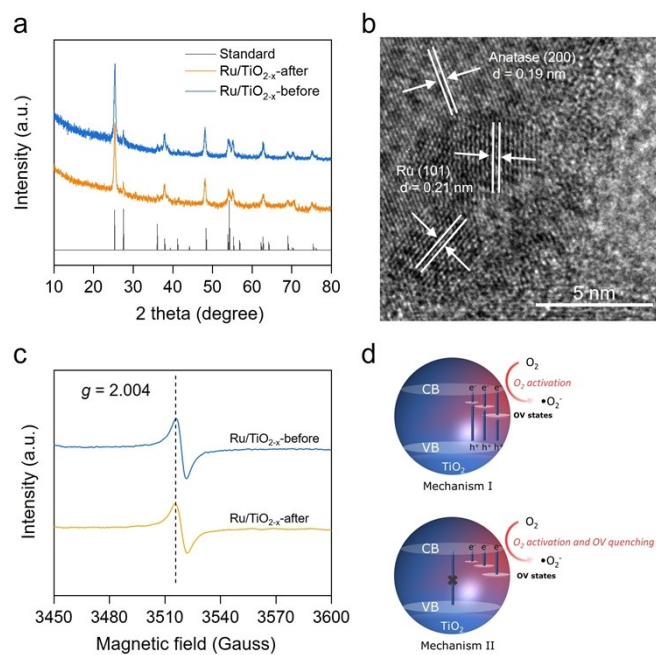 a
Standard
Ru/TiO2-x-after
Ru/TiO2-x-before
Intensity (a.u.)
10 20 30 40 50 60 70 80
2 theta (degree)
b
Anatase (200)
d = 0.19 nm
Ru (101)
d = 0.21 nm
5 nm
c
g = 2.004
Ru/TiO2-x-before
Ru/TiO2-x-after
Intensity (a.u.)
3450 3480 3510 3540 3570 3600
Magnetic field (Gauss)
d
O2
CB
e- e- e-
O2 activation
•O2-
OV states
VB
h+ h+ h+
TiO2
Mechanism I
O2
O2 activation and OV quenching
CB
e- e- e-
•O2-
OV states
VB
TiO2
Mechanism II